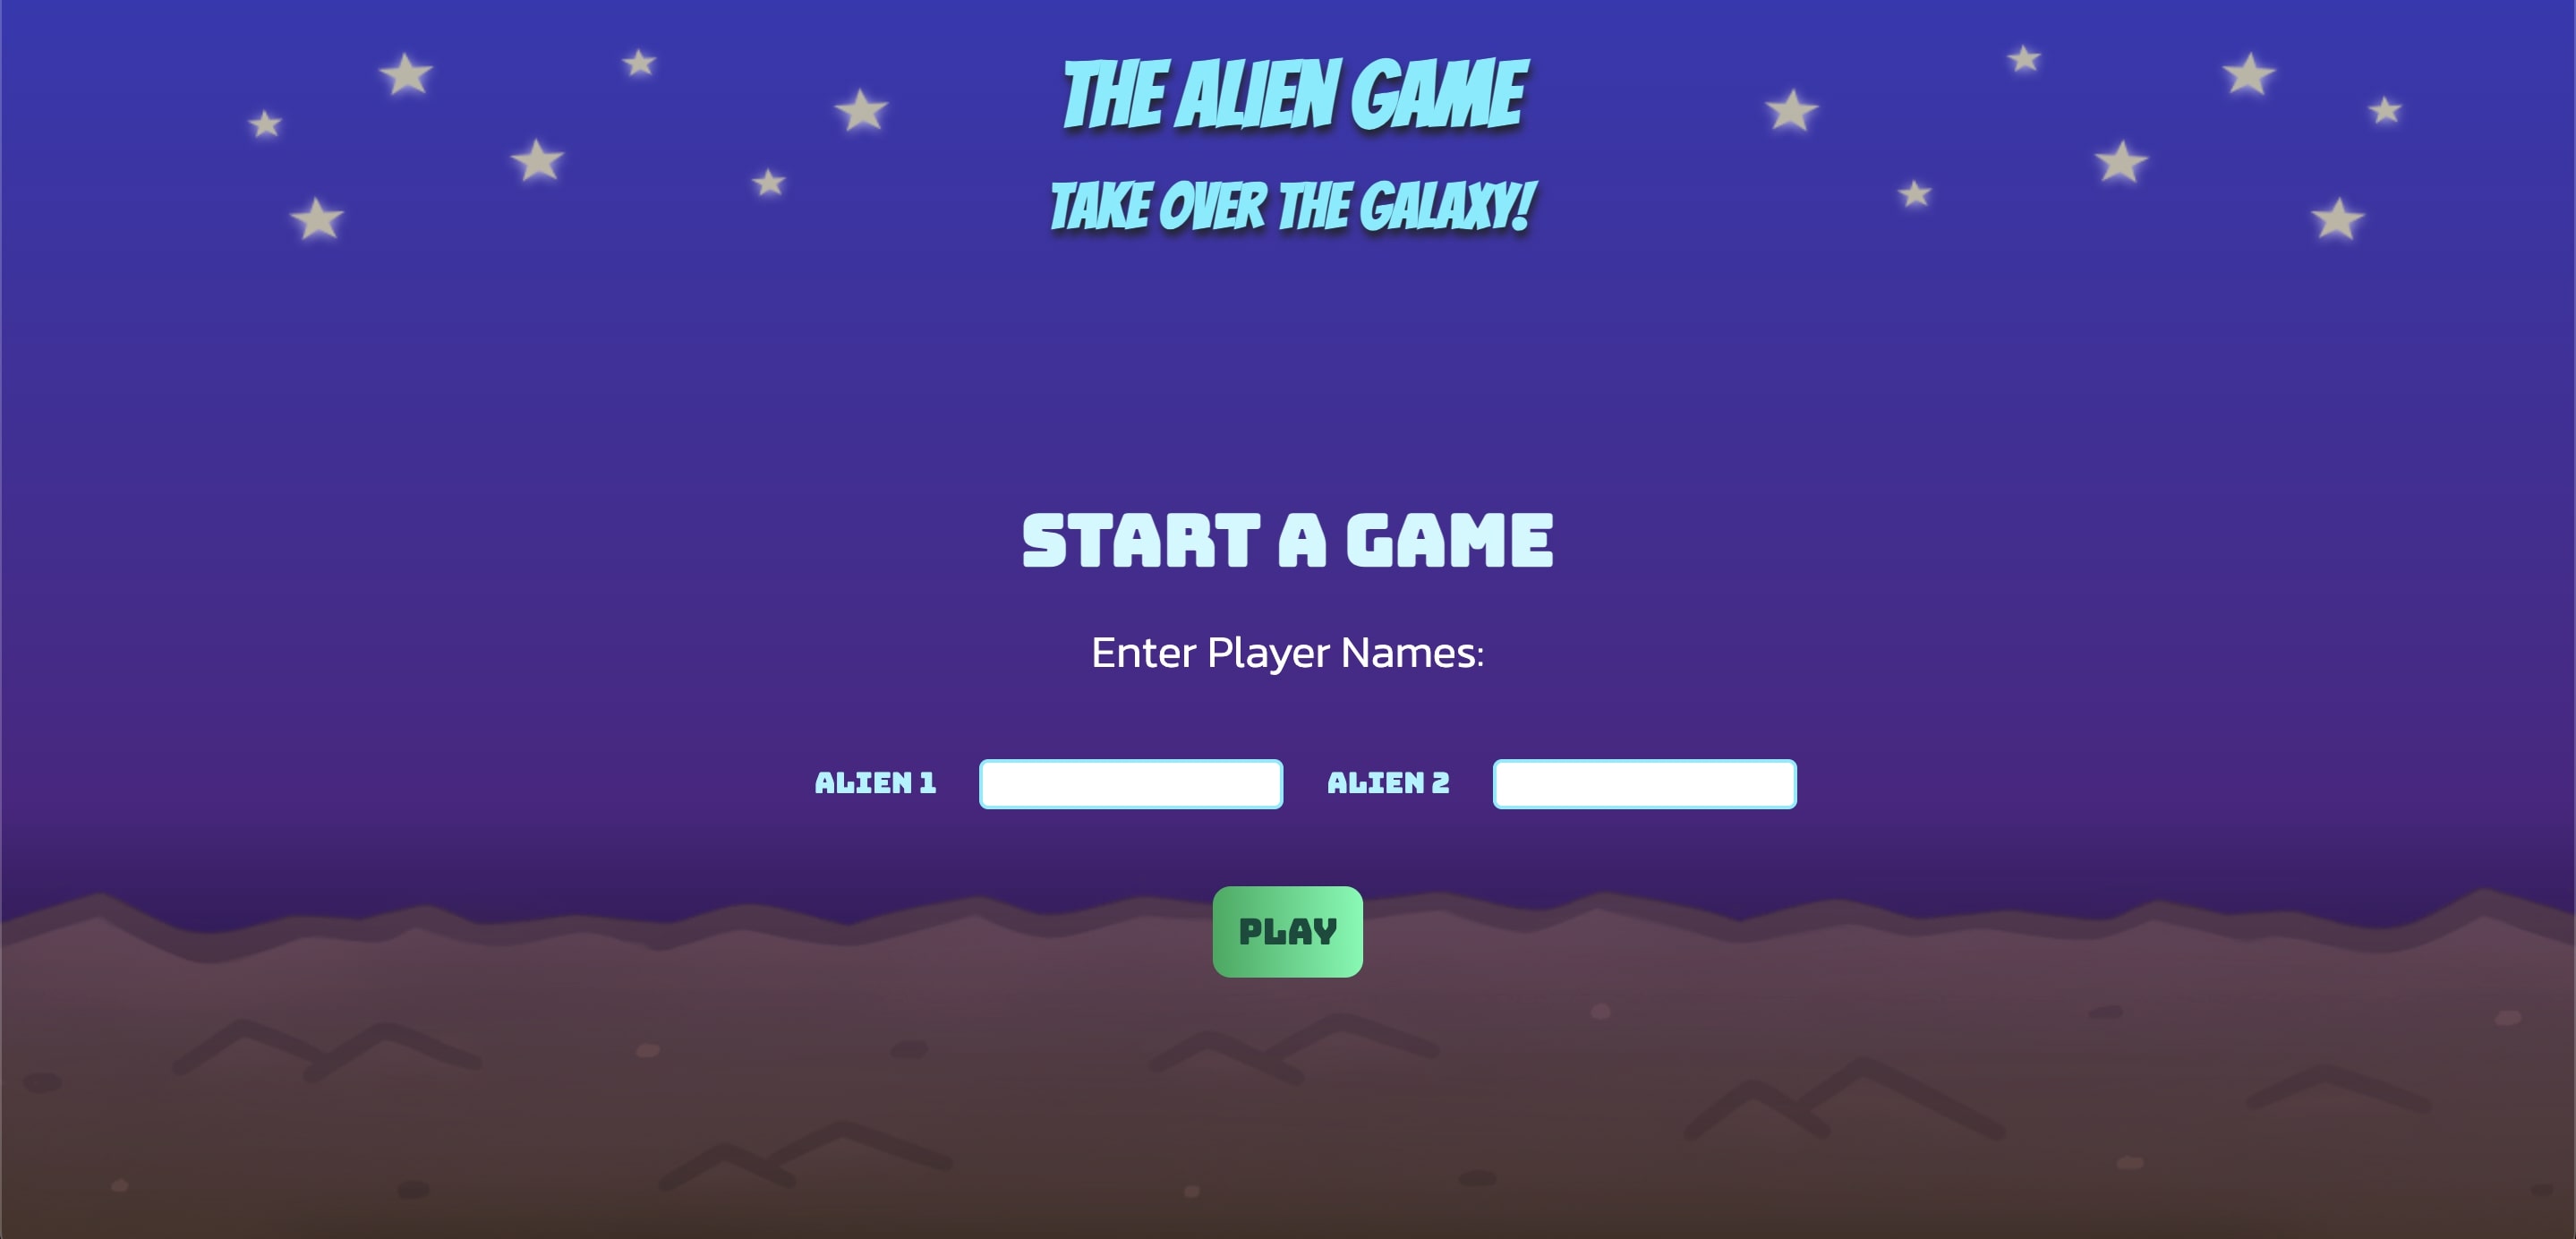 THE ALIEN GAME
TAKE OVER THE GALAXY!
START A GAME
Enter Player Names:
ALIEN 1 ALIEN 2
PLAY